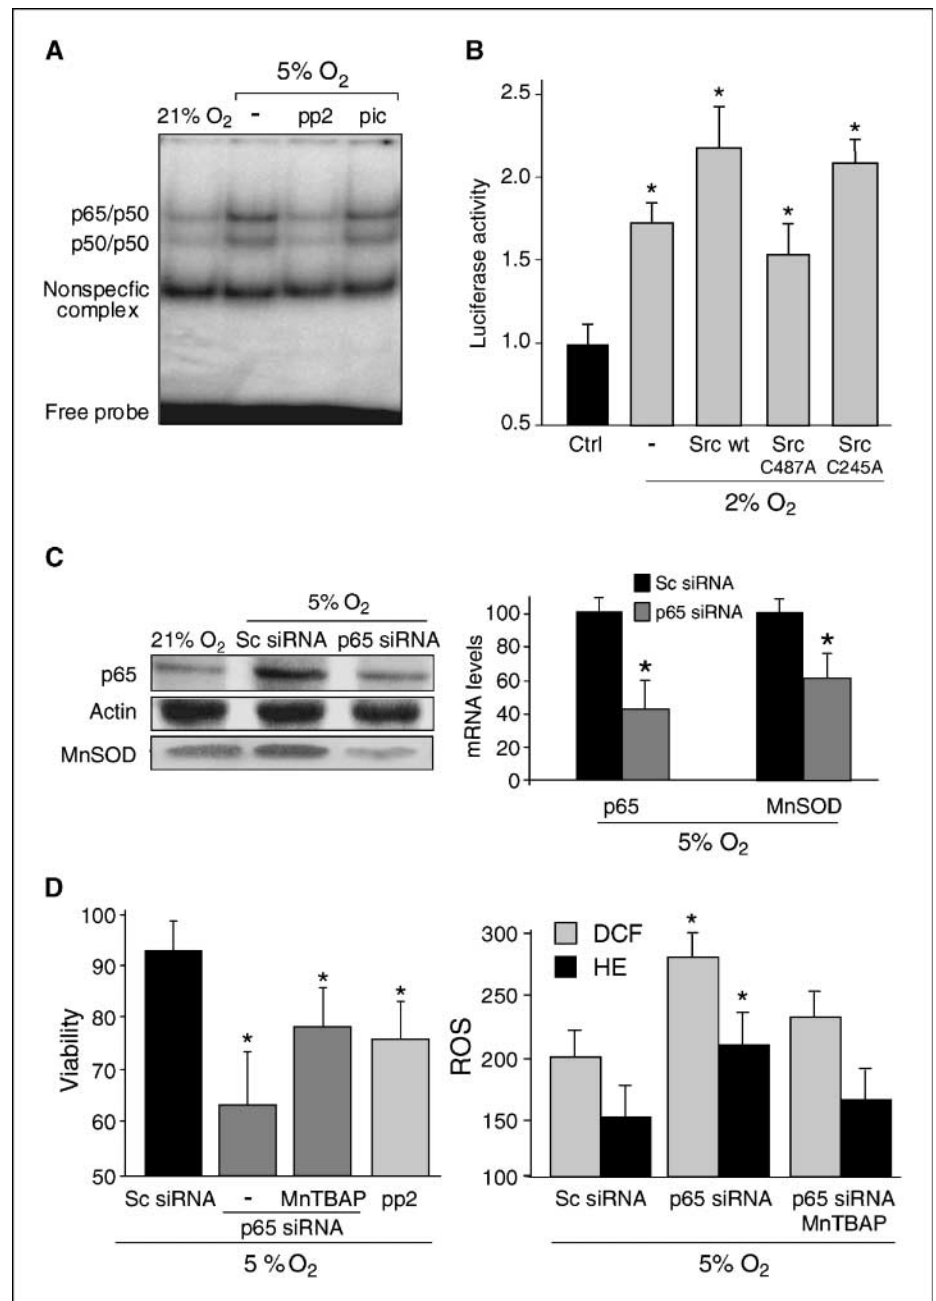 A
5% O2
21% O2 - pp2 pic
p65/p50
p50/p50
Nonspecfic
complex
Free probe
B
Luciferase activity
2.5
2.0
1.5
1.0
0.5
* * * *
Ctrl - Src wt Src C487A Src C245A
2% O2
C
5% O2
21% O2 Sc siRNA p65 siRNA
p65
Actin
MnSOD
Sc siRNA
p65 siRNA
mRNA levels
100
80
60
40
20
0
* *
p65 MnSOD
5% O2
D
Viability
100
90
80
70
60
50
* * *
Sc siRNA - MnTBAP pp2
p65 siRNA
5 %O2
DCF
HE
ROS
300
250
200
150
100
* *
Sc siRNA p65 siRNA p65 siRNA
MnTBAP
5% O2